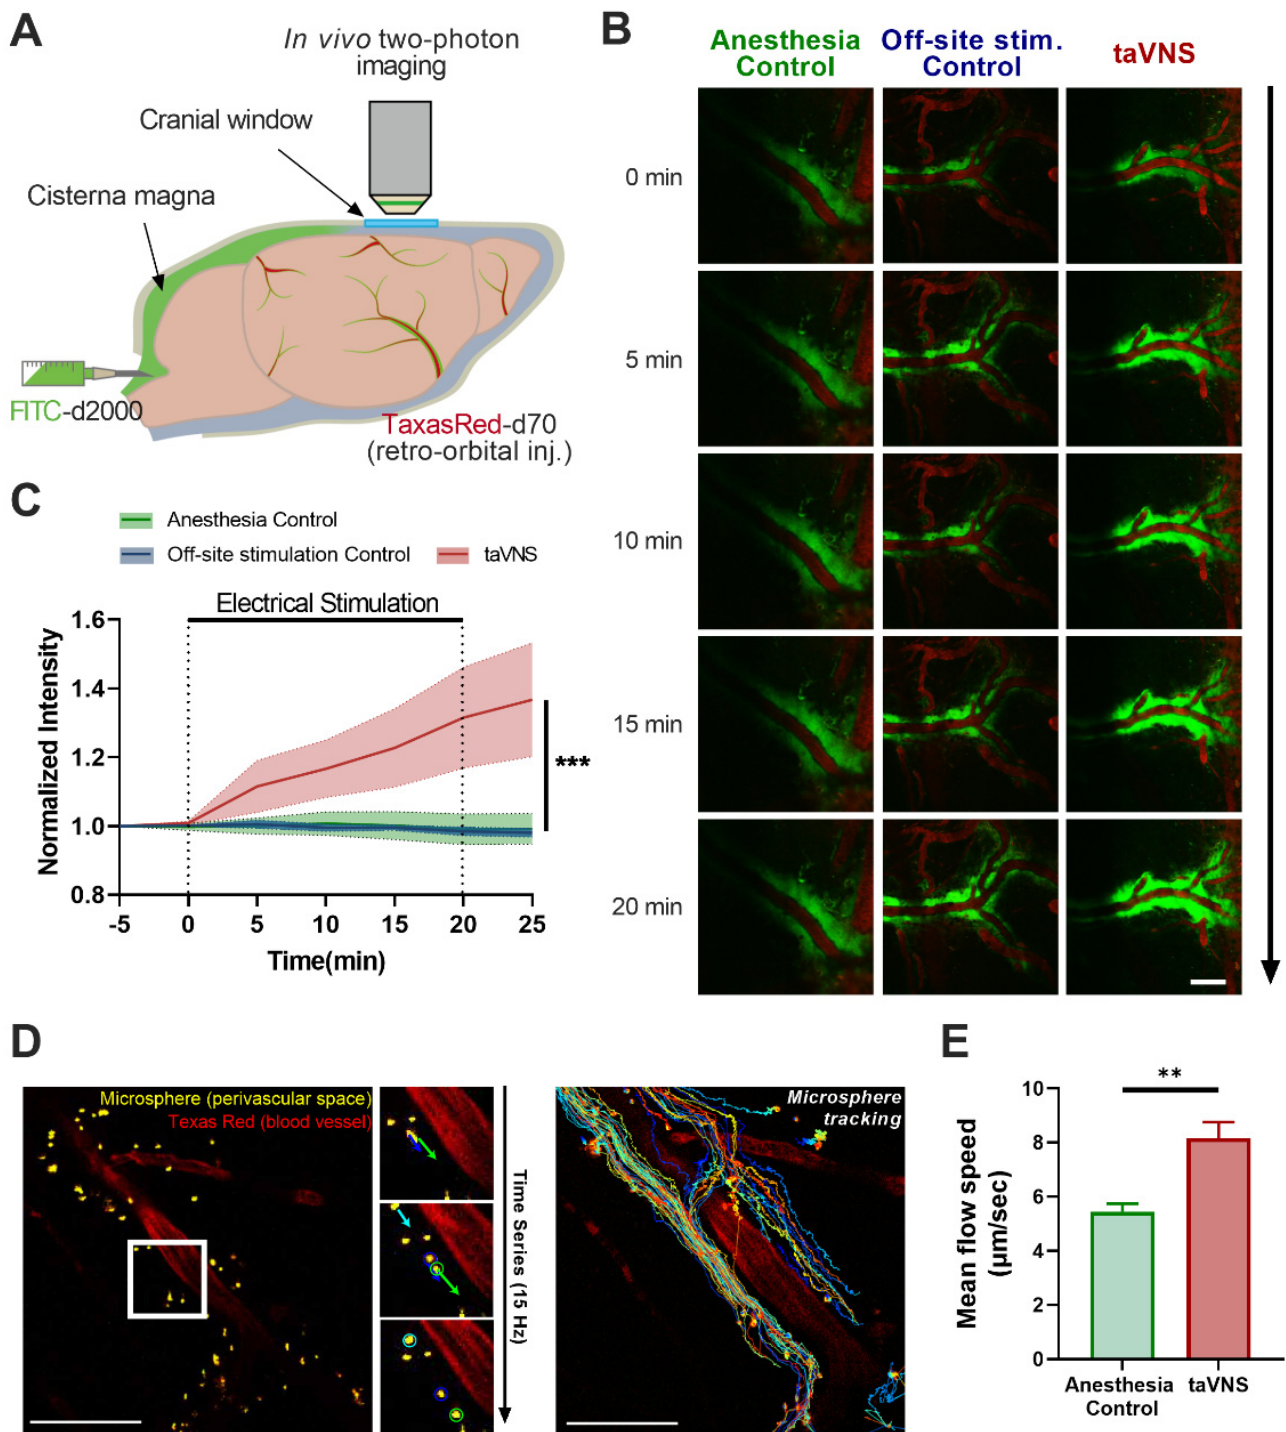 A
In vivo two-photon
imaging
Cranial window
Cisterna magna
FITC-d2000
TaxasRed-d70
(retro-orbital inj.)
B
Anesthesia
Control
Off-site stim.
Control
taVNS
0 min
5 min
10 min
15 min
20 min
C
Anesthesia Control
Off-site stimulation Control
taVNS
Electrical Stimulation
Normalized Intensity
1.6
1.4
1.2
1.0
0.8
***
-5
0
5
10
15
20
25
Time(min)
D
Microsphere (perivascular space)
Texas Red (blood vessel)
Time Series (15 Hz)
Microsphere
tracking
E
**
Mean flow speed
(µm/sec)
10
8
6
4
2
0
Anesthesia
Control
taVNS